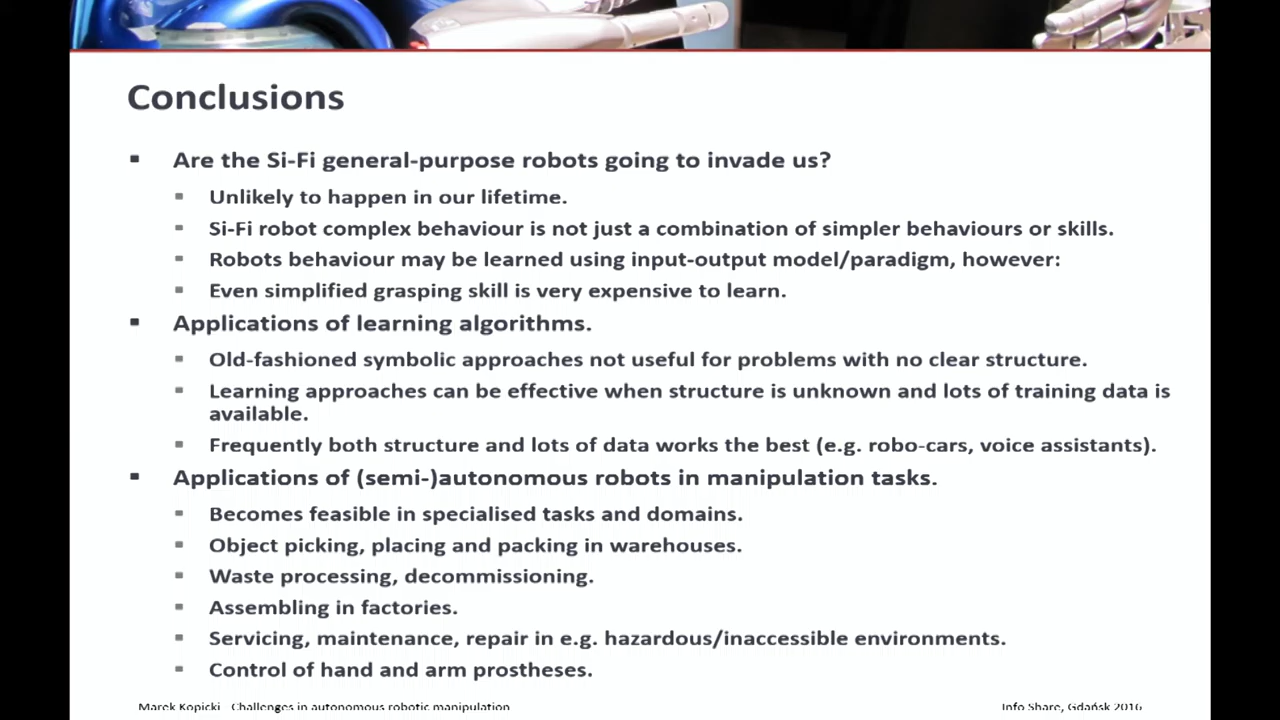 Conclusions
Are the Si-Fi general-purpose robots going to invade us?
Unlikely to happen in our lifetime.
Si-Fi robot complex behaviour is not just a combination of simpler behaviours or skills.
Robots behaviour may be learned using input-output model/paradigm, however:
Even simplified grasping skill is very expensive to learn.
Applications of learning algorithms.
Old-fashioned symbolic approaches not useful for problems with no clear structure.
Learning approaches can be effective when structure is unknown and lots of training data is
available.
Frequently both structure and lots of data works the best (e.g. robo-cars, voice assistants).
Applications of (semi-)autonomous robots in manipulation tasks.
Becomes feasible in specialised tasks and domains.
Object picking, placing and packing in warehouses.
Waste processing, decommissioning.
Assembling in factories.
Servicing, maintenance, repair in e.g. hazardous/inaccessible environments.
Control of hand and arm prostheses.
Marek Kopicki Challenges in autonomous robotic manipulation
Info Share, Gdańsk 2016